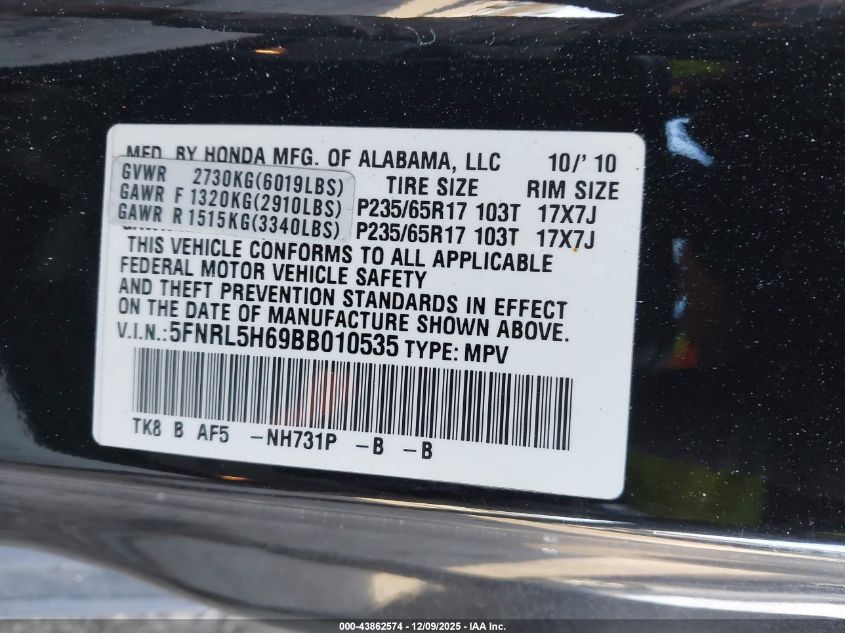 MFD. BY HONDA MFG. OF ALABAMA, LLC 10/'10
GVWR 2730KG(6019LBS) TIRE SIZE RIM SIZE
GAWR F 1320KG(2910LBS) P235/65R17 103T 17X7J
GAWR R 1515KG(3340LBS) P235/65R17 103T 17X7J
THIS VEHICLE CONFORMS TO ALL APPLICABLE
FEDERAL MOTOR VEHICLE SAFETY
AND THEFT PREVENTION STANDARDS IN EFFECT
ON THE DATE OF MANUFACTURE SHOWN ABOVE.
V.I.N.:5FNRL5H69BB010535 TYPE: MPV
TK8 B AF5 -NH731P -B -B
000-43862574 | 12/09/2025 - IAA Inc.